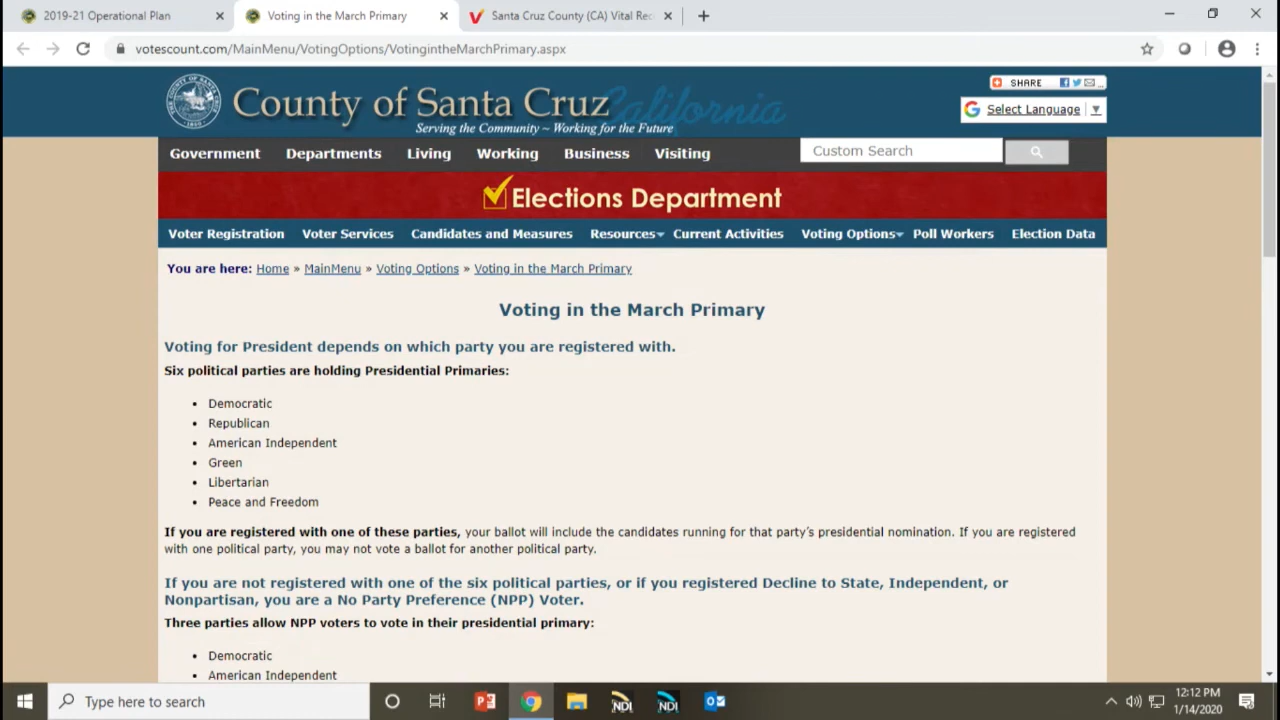 2019-21 Operational Plan
Voting in the March Primary
Santa Cruz County (CA) Vital Rec
votescount.com/MainMenu/VotingOptions/VotingintheMarchPrimary.aspx
SHARE
County of Santa Cruz
California
Serving the Community ~ Working for the Future
Select Language
Government Departments Living Working Business Visiting
Custom Search
Elections Department
Voter Registration Voter Services Candidates and Measures Resources Current Activities Voting Options Poll Workers Election Data
You are here: Home » MainMenu » Voting Options » Voting in the March Primary
Voting in the March Primary
Voting for President depends on which party you are registered with.
Six political parties are holding Presidential Primaries:
• Democratic
• Republican
• American Independent
• Green
• Libertarian
• Peace and Freedom
If you are registered with one of these parties, your ballot will include the candidates running for that party's presidential nomination. If you are registered
with one political party, you may not vote a ballot for another political party.
If you are not registered with one of the six political parties, or if you registered Decline to State, Independent, or
Nonpartisan, you are a No Party Preference (NPP) Voter.
Three parties allow NPP voters to vote in their presidential primary:
• Democratic
• American Independent
Type here to search
NDI
NDI
12:12 PM
1/14/2020